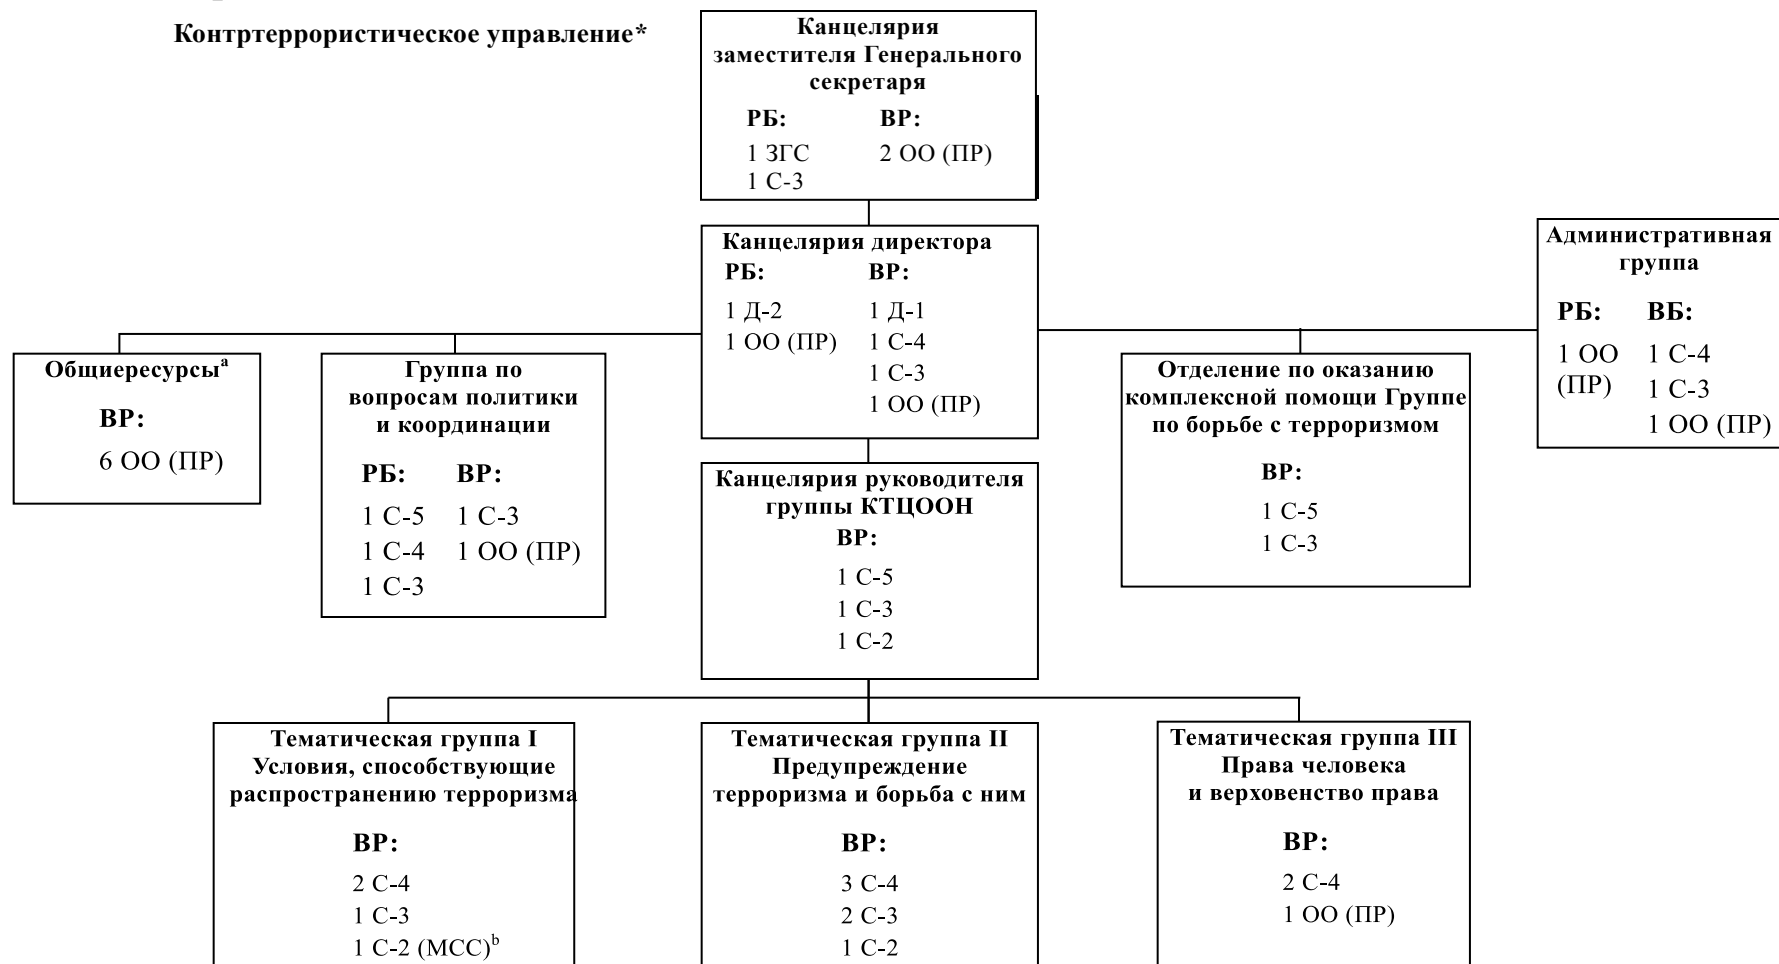 Контртеррористическое управление*
Канцелярия
заместителя Генерального
секретаря
РБ: ВР:
1 ЗГС 2 ОО (ПР)
1 С-3
Канцелярия директора
РБ: ВР:
1 Д-2 1 Д-1
1 ОО (ПР) 1 С-4
1 С-3
1 ОО (ПР)
Административная
группа
РБ: ВБ:
1 ОО 1 С-4
(ПР) 1 С-3
1 ОО (ПР)
Общиересурсыa
ВР:
6 ОО (ПР)
Группа по
вопросам политики
и координации
РБ: ВР:
1 С-5 1 С-3
1 С-4 1 ОО (ПР)
1 С-3
Отделение по оказанию
комплексной помощи Группе
по борьбе с терроризмом
ВР:
1 С-5
1 С-3
Канцелярия руководителя
группы КТЦООН
ВР:
1 С-5
1 С-3
1 С-2
Тематическая группа I
Условия, способствующие
распространению терроризма
ВР:
2 С-4
1 С-3
1 С-2 (МСС)b
Тематическая группа II
Предупреждение
терроризма и борьба с ним
ВР:
3 С-4
2 С-3
1 С-2
Тематическая группа III
Права человека
и верховенство права
ВР:
2 С-4
1 ОО (ПР)